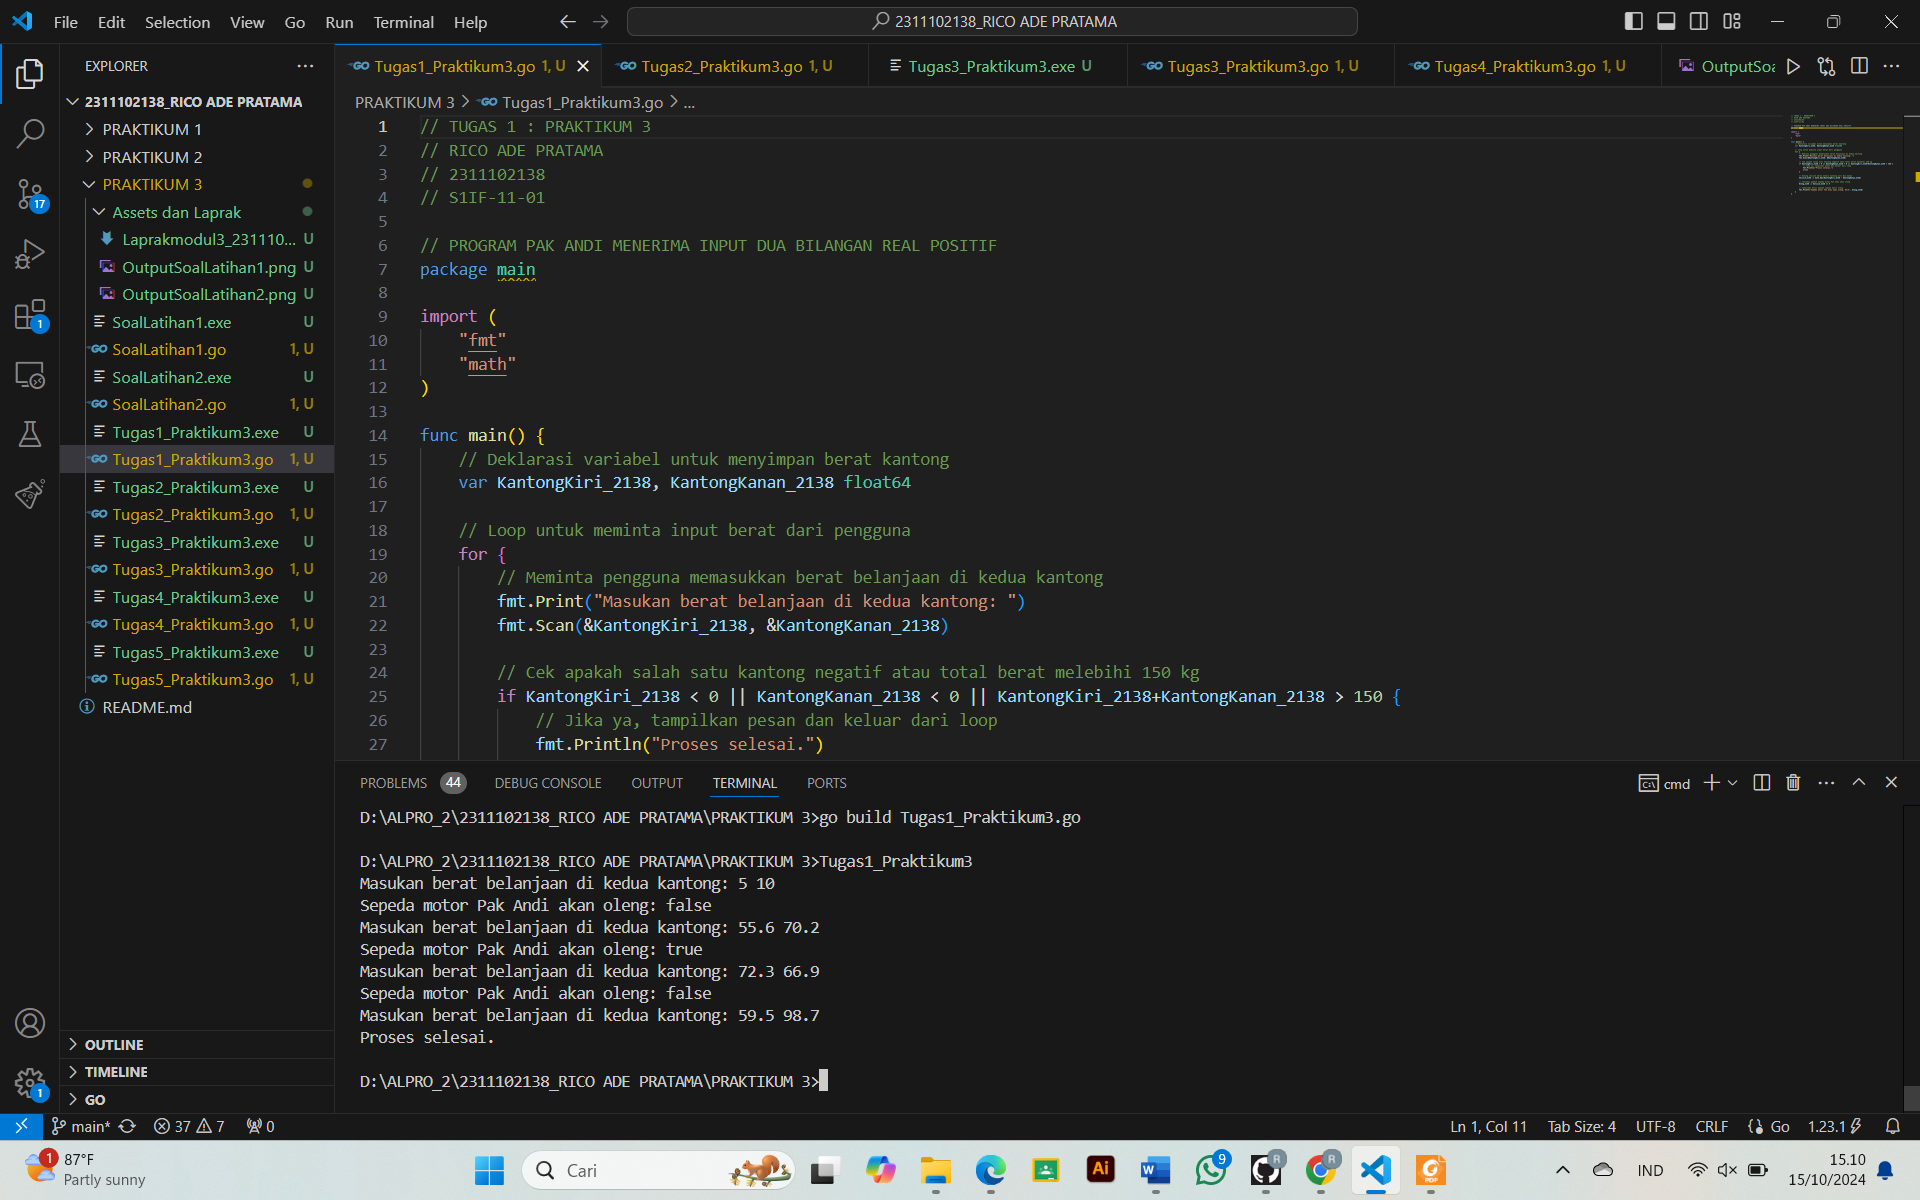 File Edit Selection View Go Run Terminal Help
2311102138_RICO ADE PRATAMA
EXPLORER
2311102138_RICO ADE PRATAMA
PRAKTIKUM 1
PRAKTIKUM 2
PRAKTIKUM 3
Assets dan Laprak
Laprakmodul3_231110... U
OutputSoalLatihan1.png U
OutputSoalLatihan2.png U
SoalLatihan1.exe U
SoalLatihan1.go 1, U
SoalLatihan2.exe U
SoalLatihan2.go 1, U
Tugas1_Praktikum3.exe U
Tugas1_Praktikum3.go 1, U
Tugas2_Praktikum3.exe U
Tugas2_Praktikum3.go 1, U
Tugas3_Praktikum3.exe U
Tugas3_Praktikum3.go 1, U
Tugas4_Praktikum3.exe U
Tugas4_Praktikum3.go 1, U
Tugas5_Praktikum3.exe U
Tugas5_Praktikum3.go 1, U
README.md
17
1
1
OUTLINE
TIMELINE
GO
Tugas1_Praktikum3.go 1, U Tugas2_Praktikum3.go 1, U Tugas3_Praktikum3.exe U Tugas3_Praktikum3.go 1, U Tugas4_Praktikum3.go 1, U OutputSoa
PRAKTIKUM 3 > Tugas1_Praktikum3.go > ...
1 // TUGAS 1 : PRAKTIKUM 3
2 // RICO ADE PRATAMA
3 // 2311102138
4 // S1IF-11-01
5
6 // PROGRAM PAK ANDI MENERIMA INPUT DUA BILANGAN REAL POSITIF
7 package main
8
9 import (
10 "fmt"
11 "math"
12 )
13
14 func main() {
15 // Deklarasi variabel untuk menyimpan berat kantong
16 var KantongKiri_2138, KantongKanan_2138 float64
17
18 // Loop untuk meminta input berat dari pengguna
19 for {
20 // Meminta pengguna memasukkan berat belanjaan di kedua kantong
21 fmt.Print("Masukan berat belanjaan di kedua kantong: ")
22 fmt.Scan(&KantongKiri_2138, &KantongKanan_2138)
23
24 // Cek apakah salah satu kantong negatif atau total berat melebihi 150 kg
25 if KantongKiri_2138 < 0 || KantongKanan_2138 < 0 || KantongKiri_2138+KantongKanan_2138 > 150 {
26 // Jika ya, tampilkan pesan dan keluar dari loop
27 fmt.Println("Proses selesai.")
PROBLEMS 44 DEBUG CONSOLE OUTPUT TERMINAL PORTS
cmd
D:\ALPRO_2\2311102138_RICO ADE PRATAMA\PRAKTIKUM 3>go build Tugas1_Praktikum3.go
D:\ALPRO_2\2311102138_RICO ADE PRATAMA\PRAKTIKUM 3>Tugas1_Praktikum3
Masukan berat belanjaan di kedua kantong: 5 10
Sepeda motor Pak Andi akan oleng: false
Masukan berat belanjaan di kedua kantong: 55.6 70.2
Sepeda motor Pak Andi akan oleng: true
Masukan berat belanjaan di kedua kantong: 72.3 66.9
Sepeda motor Pak Andi akan oleng: false
Masukan berat belanjaan di kedua kantong: 59.5 98.7
Proses selesai.
D:\ALPRO_2\2311102138_RICO ADE PRATAMA\PRAKTIKUM 3>
main* 37 7 0
Ln 1, Col 11 Tab Size: 4 UTF-8 CRLF Go 1.23.1
1 87°F
Partly sunny
Cari
Ai
W
9
R
R
PDF
IND
15.10
15/10/2024